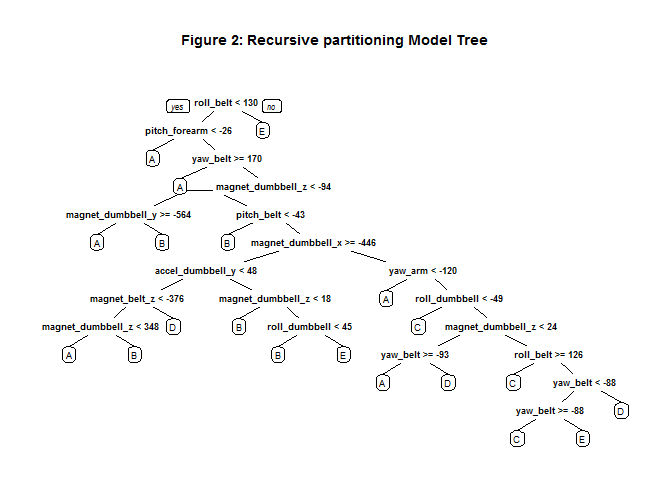 Figure 2: Recursive partitioning Model Tree
yes roll_belt < 130 no
pitch_forearm < -26 E
A yaw_belt >= 170
A magnet_dumbbell_z < -94
magnet_dumbbell_y >= -564 pitch_belt < -43
A B B magnet_dumbbell_x >= -446
accel_dumbbell_y < 48 yaw_arm < -120
magnet_belt_z < -376 magnet_dumbbell_z < 18 A roll_dumbbell < -49
magnet_dumbbell_z < 348 D B roll_dumbbell < 45 C magnet_dumbbell_z < 24
A B B E yaw_belt >= -93 roll_belt >= 126
A D C yaw_belt < -88
yaw_belt >= -88 D
C E